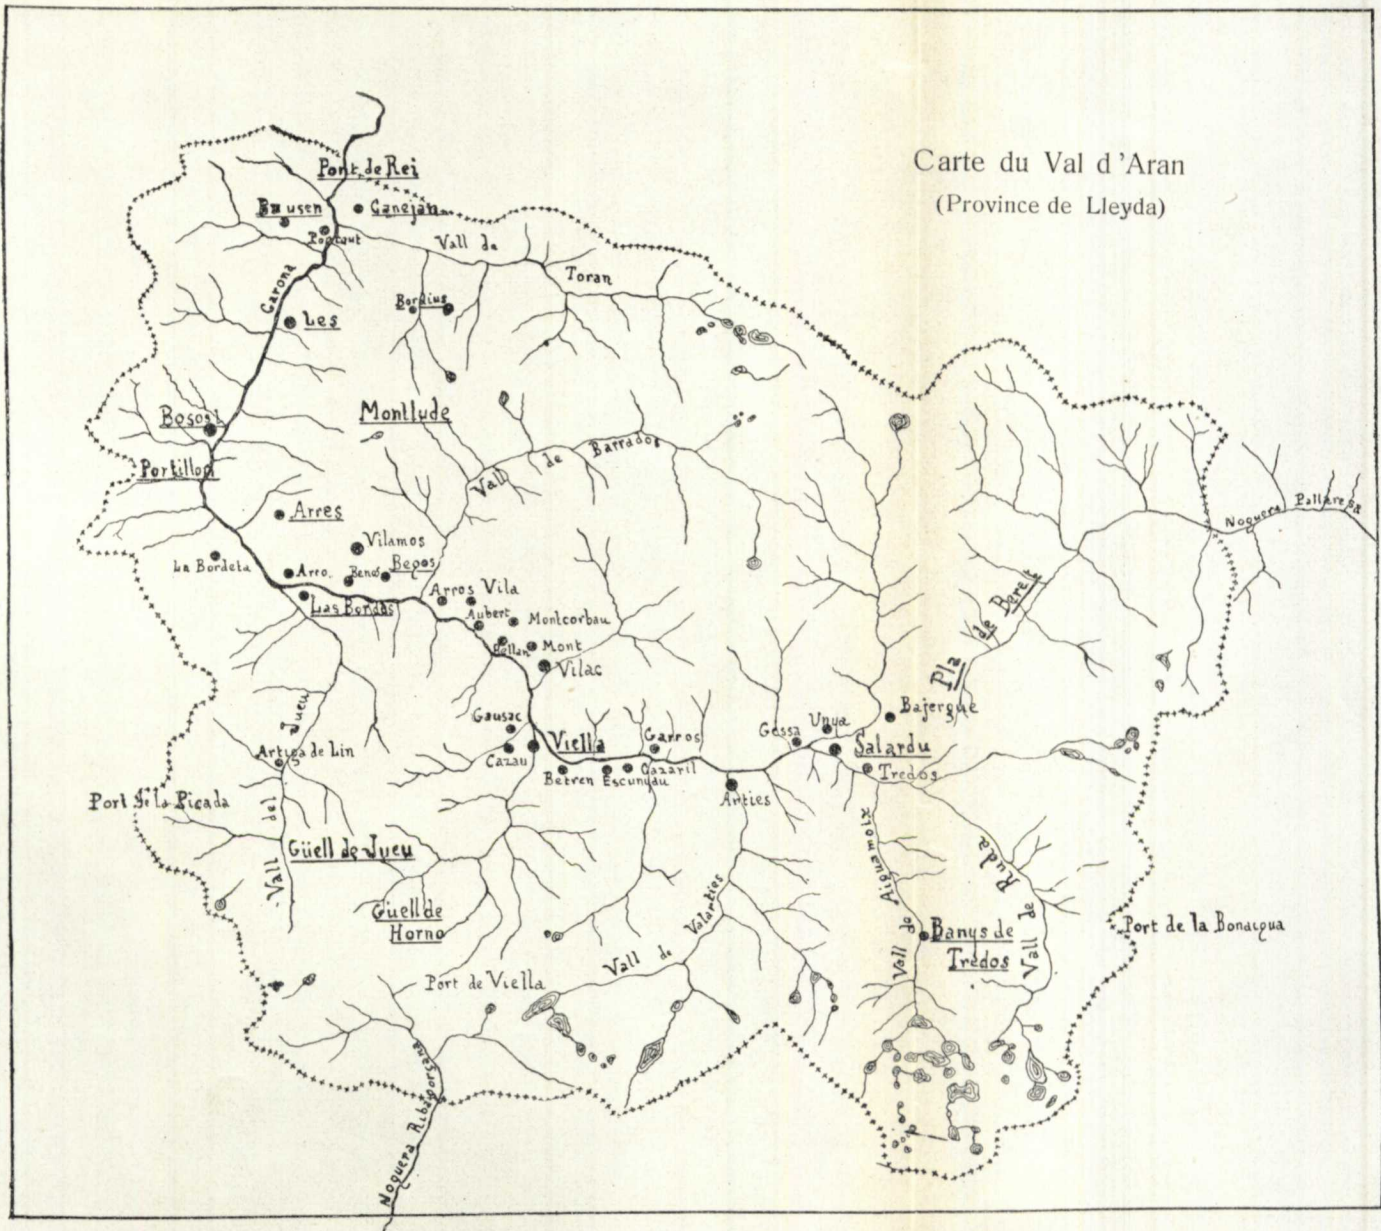 Carte du Val d'Aran
(Province de Lleyda)
Pont de Rei
Bausen
Canejan
Pontaut
Vall de
Toran
Garona
Bordius
Les
Montlude
Bosost
Portillon
Vall de Barrados
Arres
Vilamos
Begos
Benos
La Bordeta
Arro.
Las Bordas
Arros
Vila
Aubert
Montcorbau
Mont
Vilac
Noguera Pallaresa
Pla de Beret
Bajergue
Unya
Gessa
Salardu
Tredos
Gausac
Viella
Cazau
Garros
Betren
Escunyau
Cazaril
Arties
Artiga de Lin
Port de la Picada
Vall del Jueu
Güell de Jueu
Güell de
Horno
Vall de Valarties
Vall de Aiguamoix
Vall de Ruda
Banys de
Tredos
Port de la Bonaigua
Port de Viella
Noguera Ribagorsana